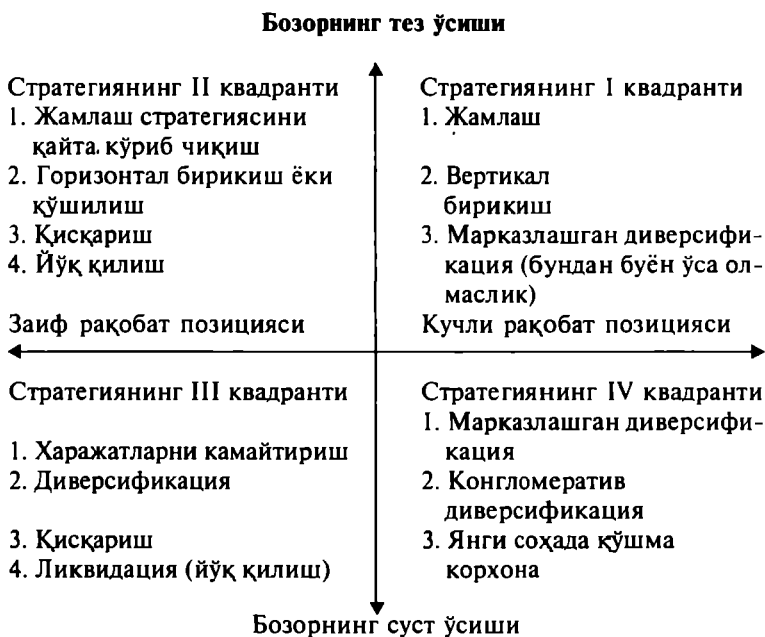 Бозорнинг тез ўсиши
Стратегиянинг II квадранти
1. Жамлаш стратегиясини
қайта кўриб чиқиш
2. Горизонтал бирикиш ёки
қўшилиш
3. Қисқариш
4. Йўқ қилиш
Заиф рақобат позицияси
Стратегиянинг I квадранти
1. Жамлаш
2. Вертикал
бирикиш
3. Марказлашган диверсифи-
кация (бундан буён ўса ол-
маслик)
Кучли рақобат позицияси
Стратегиянинг III квадранти
1. Харажатларни камайтириш
2. Диверсификация
3. Қисқариш
4. Ликвидация (йўқ қилиш)
Стратегиянинг IV квадранти
1. Марказлашган диверсифи-
кация
2. Конгломератив
диверсификация
3. Янги соҳада қўшма
корхона
Бозорнинг суст ўсиши